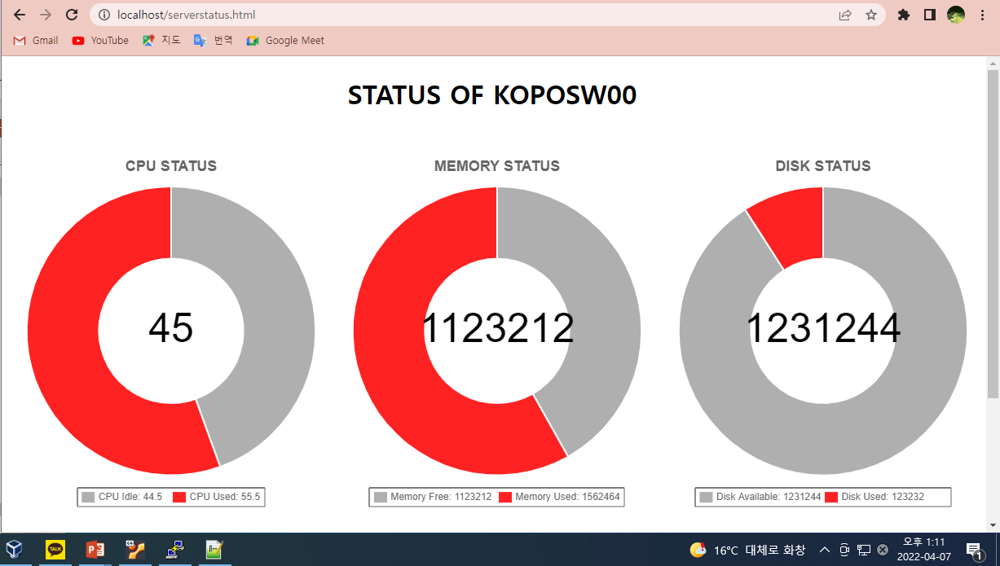 localhost/serverstatus.html
Gmail YouTube 지도 번역 Google Meet
STATUS OF KOPOSW00
CPU STATUS
45
CPU Idle: 44.5 CPU Used: 55.5
MEMORY STATUS
1123212
Memory Free: 1123212 Memory Used: 1562464
DISK STATUS
1231244
Disk Available: 1231244 Disk Used: 123232
TALK
16°C 대체로 화창
오후 1:11
2022-04-07
1